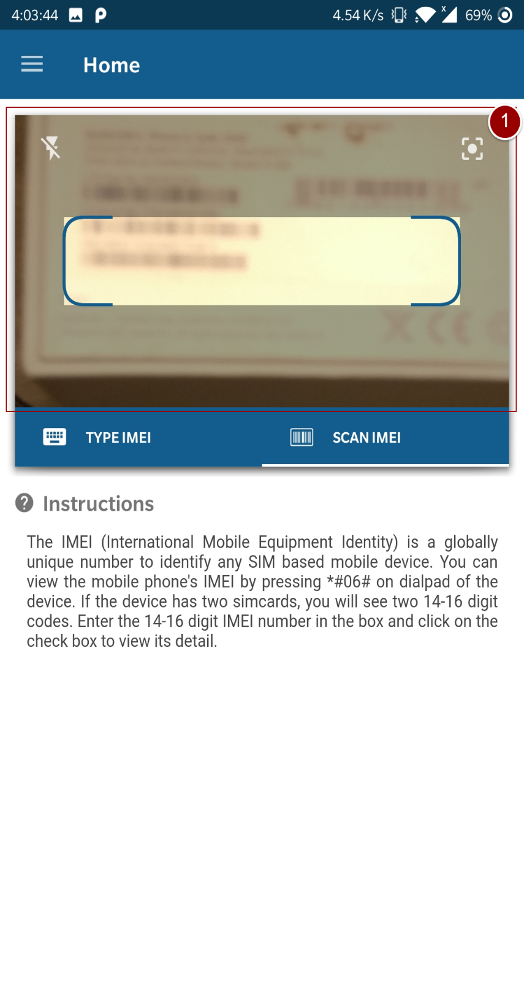 4:03:44 4.54 K/s x 69%
Home
1
CE
TYPE IMEI SCAN IMEI
? Instructions
The IMEI (International Mobile Equipment Identity) is a globally
unique number to identify any SIM based mobile device. You can
view the mobile phone's IMEI by pressing *#06# on dialpad of the
device. If the device has two simcards, you will see two 14-16 digit
codes. Enter the 14-16 digit IMEI number in the box and click on the
check box to view its detail.